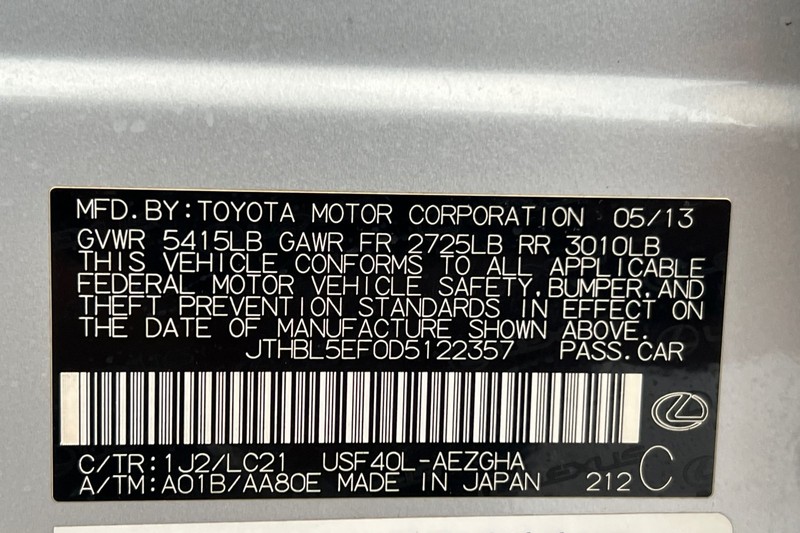 MFD. BY: TOYOTA MOTOR CORPORATION 05/13
GVWR 5415LB GAWR FR 2725LB RR 3010LB
THIS VEHICLE CONFORMS TO ALL APPLICABLE
FEDERAL MOTOR VEHICLE SAFETY, BUMPER, AND
THEFT PREVENTION STANDARDS IN EFFECT ON
THE DATE OF MANUFACTURE SHOWN ABOVE.
JTHBL5EF0D5122357 PASS. CAR
C/TR: 1J2/LC21 USF40L-AEZGHA
A/TM: A01B/AA80E MADE IN JAPAN 212 C